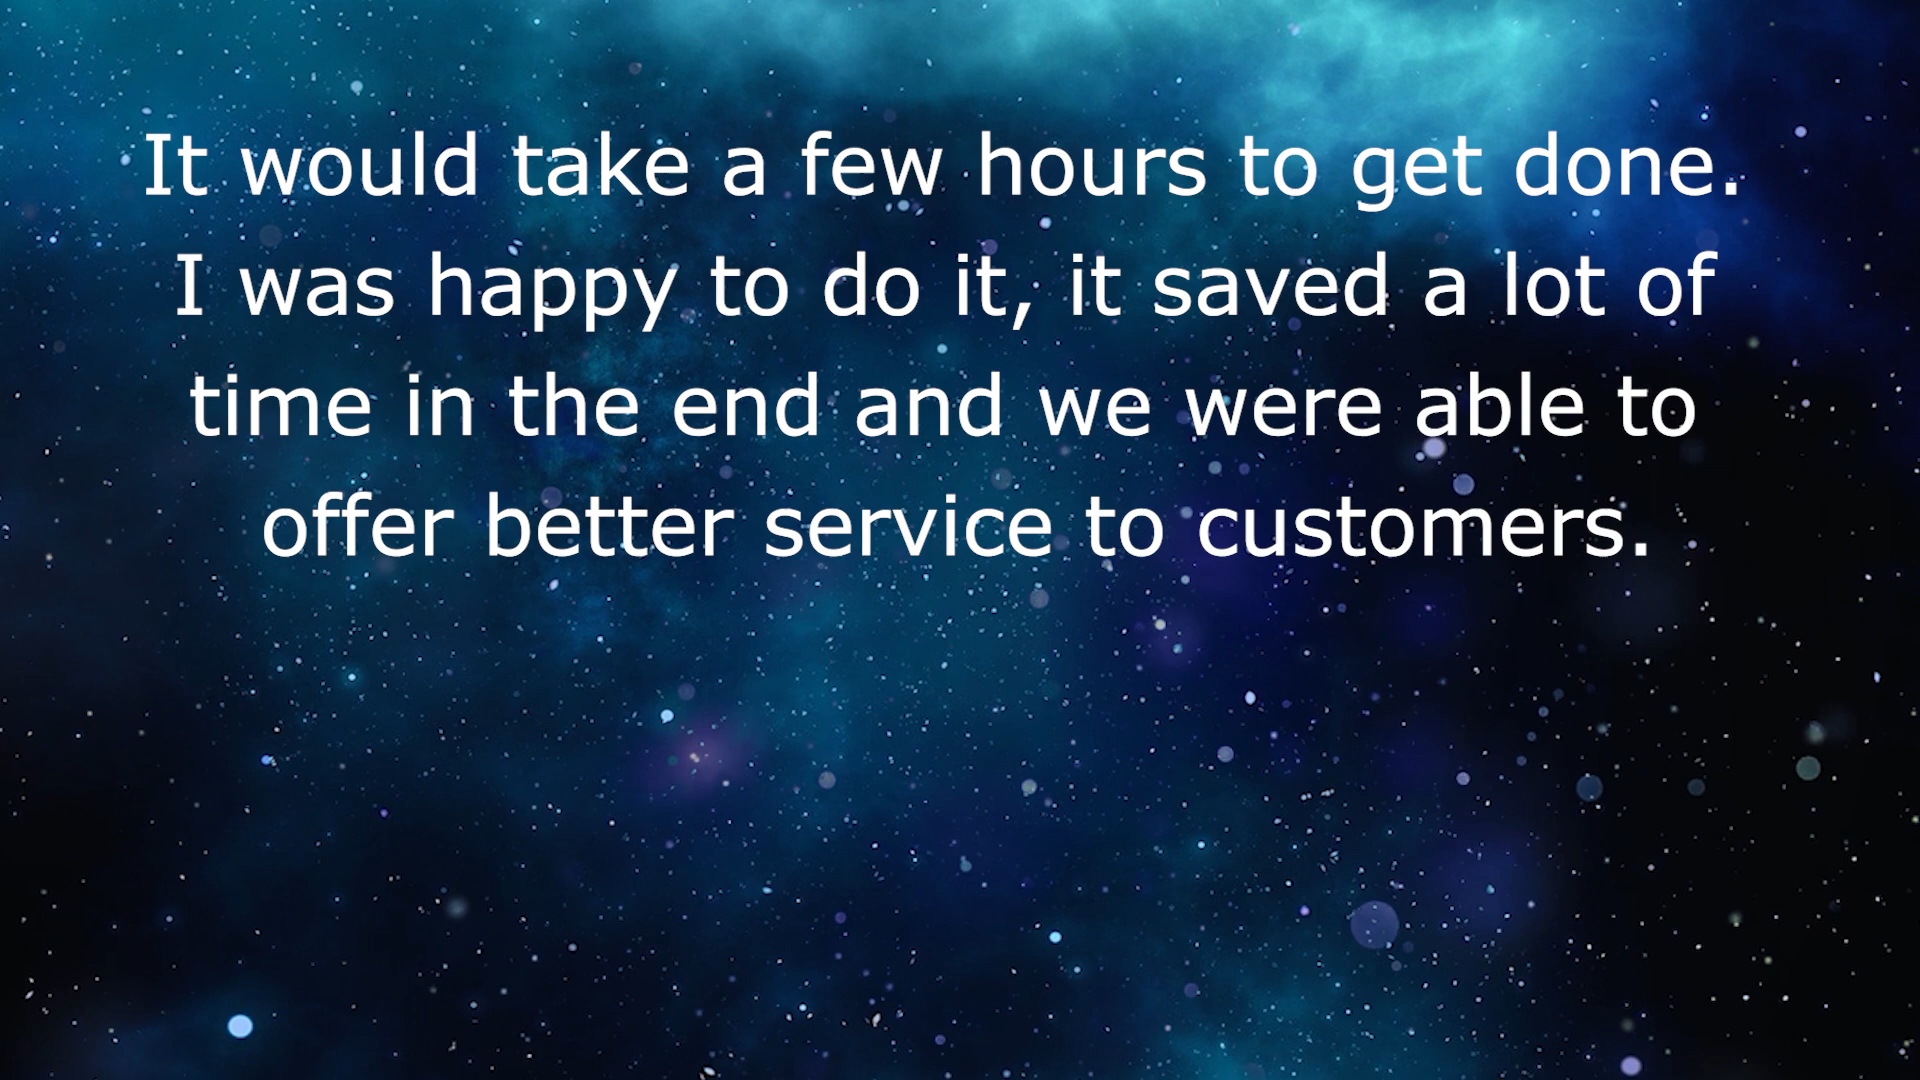 It would take a few hours to get done.
I was happy to do it, it saved a lot of
time in the end and we were able to
offer better service to customers.